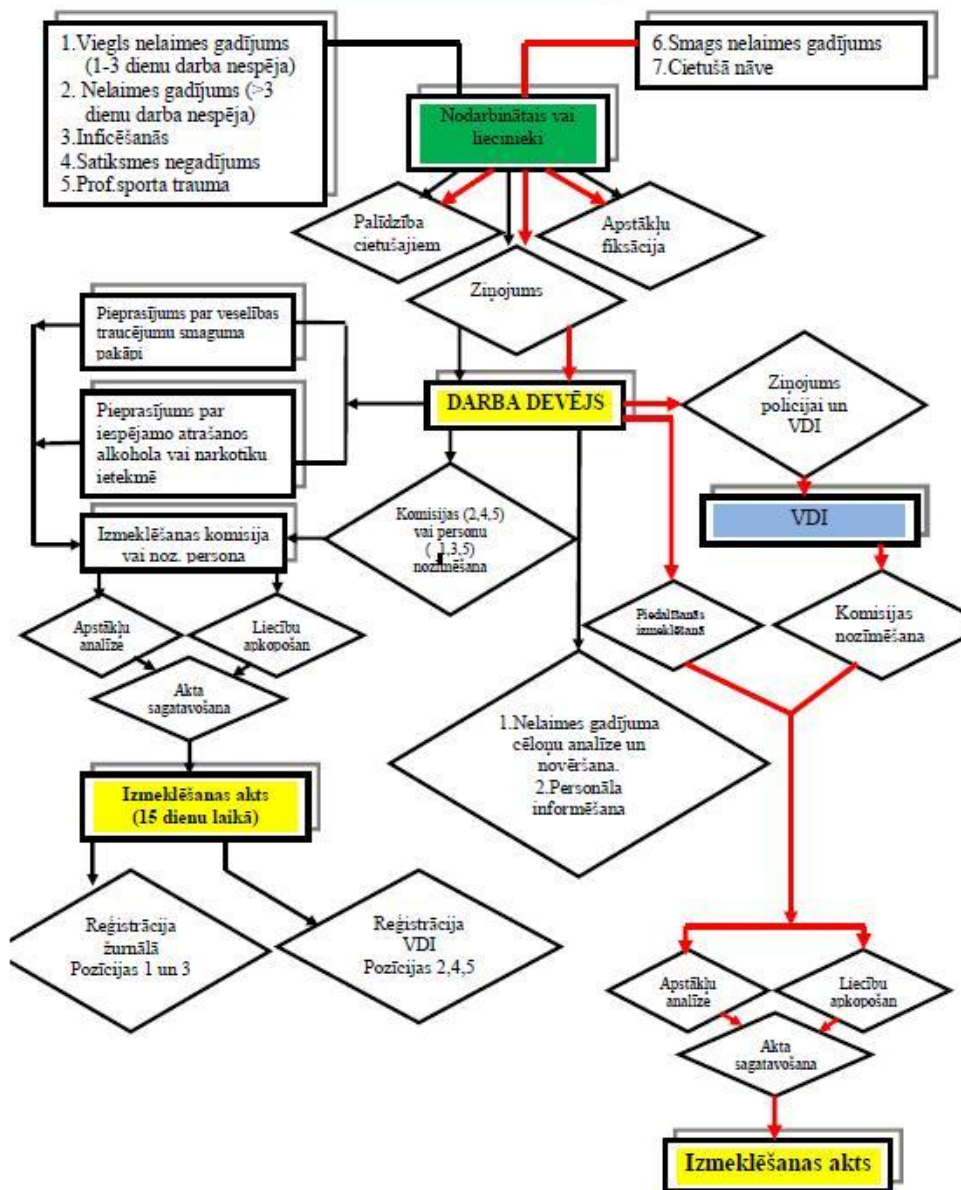 1.Viegls nelaimes gadījums
(1-3 dienu darba nespēja)
2. Nelaimes gadījums (>3
dienu darba nespēja)
3.Inficēšanās
4.Satiksmes negadījums
5.Prof.sporta trauma
6.Smags nelaimes gadījums
7.Cietušā nāve
Nodarbinātais vai
liecinieki
Palīdzība
cietušajiem
Apstākļu
fiksācija
Ziņojums
Pieprasījums par veselības
traucējumu smaguma
pakāpi
Pieprasījums par
iespējamo atrašanos
alkohola vai narkotiku
ietekmē
DARBA DEVĒJS
Ziņojums
policijai un
VDI
VDI
Izmeklēšanas komisija
vai noz. persona
Komisijas (2,4,5)
vai personu
( 1,3,5)
nozīmēšana
Apstākļu
analīze
Liecību
apkopošan
Akta
sagatavošana
Piedalīšanās
izmeklēšanā
Komisijas
nozīmēšana
1.Nelaimes gadījuma
cēloņu analīze un
novēršana.
2.Personāla
informēšana
Izmeklēšanas akts
(15 dienu laikā)
Reģistrācija
žurnālā
Pozīcijas 1 un 3
Reģistrācija
VDI
Pozīcijas 2,4,5
Apstākļu
analīze
Liecību
apkopošan
Akta
sagatavošana
Izmeklēšanas akts